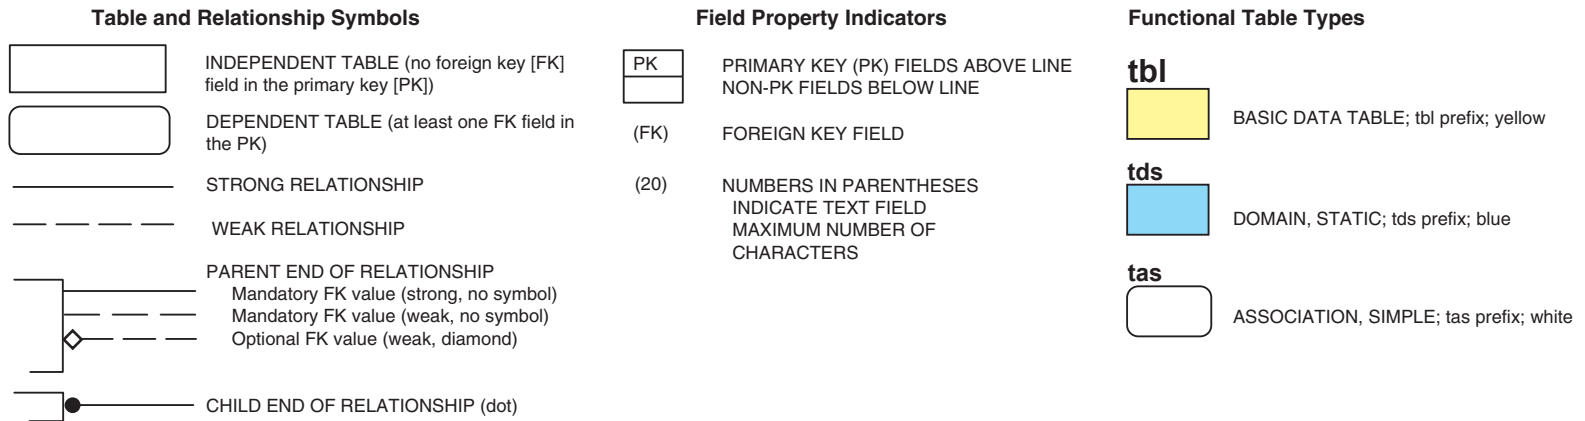 Table and Relationship Symbols
INDEPENDENT TABLE (no foreign key [FK]
field in the primary key [PK])
DEPENDENT TABLE (at least one FK field in
the PK)
STRONG RELATIONSHIP
WEAK RELATIONSHIP
PARENT END OF RELATIONSHIP
Mandatory FK value (strong, no symbol)
Mandatory FK value (weak, no symbol)
Optional FK value (weak, diamond)
CHILD END OF RELATIONSHIP (dot)
Field Property Indicators
PK
PRIMARY KEY (PK) FIELDS ABOVE LINE
NON-PK FIELDS BELOW LINE
(FK) FOREIGN KEY FIELD
(20) NUMBERS IN PARENTHESES
INDICATE TEXT FIELD
MAXIMUM NUMBER OF
CHARACTERS
Functional Table Types
tbl
BASIC DATA TABLE; tbl prefix; yellow
tds
DOMAIN, STATIC; tds prefix; blue
tas
ASSOCIATION, SIMPLE; tas prefix; white